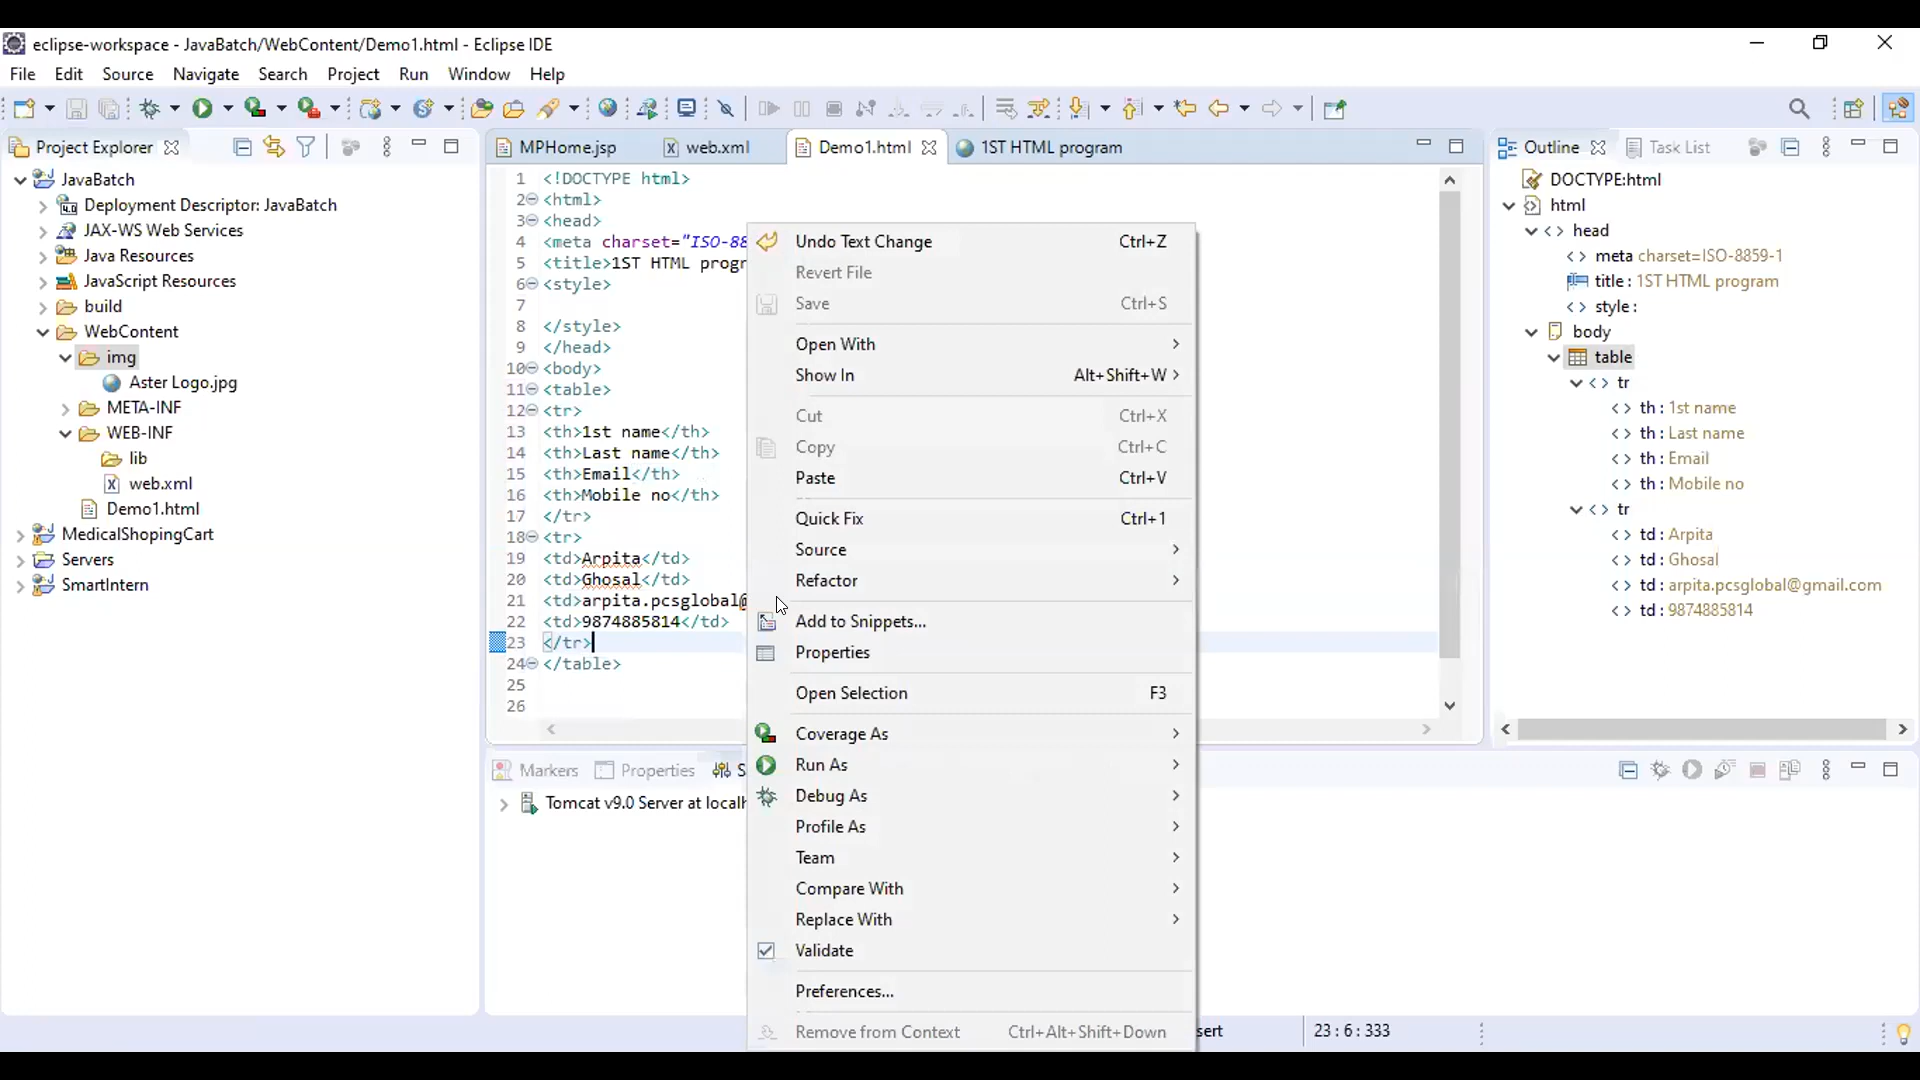 eclipse-workspace - JavaBatch/WebContent/Demo1.html - Eclipse IDE
File Edit Source Navigate Search Project Run Window Help
Project Explorer
JavaBatch
Deployment Descriptor: JavaBatch
JAX-WS Web Services
Java Resources
JavaScript Resources
build
WebContent
img
Aster Logo.jpg
META-INF
WEB-INF
lib
web.xml
Demo1.html
MedicalShopingCart
Servers
SmartIntern
MPHome.jsp web.xml Demo1.html 1ST HTML program
1 <!DOCTYPE html>
2 <html>
3 <head>
4 <meta charset="ISO-88
5 <title>1ST HTML progr
6 <style>
7
8 </style>
9 </head>
10 <body>
11 <table>
12 <tr>
13 <th>1st name</th>
14 <th>Last name</th>
15 <th>Email</th>
16 <th>Mobile no</th>
17 </tr>
18 <tr>
19 <td>Arpita</td>
20 <td>Ghosal</td>
21 <td>arpita.pcsglobal@
22 <td>9874885814</td>
23 </tr>
24 </table>
25
26
Undo Text Change Ctrl+Z
Revert File
Save Ctrl+S
Open With
Show In Alt+Shift+W
Cut Ctrl+X
Copy Ctrl+C
Paste Ctrl+V
Quick Fix Ctrl+1
Source
Refactor
Add to Snippets...
Properties
Open Selection F3
Coverage As
Run As
Debug As
Profile As
Team
Compare With
Replace With
Validate
Preferences...
Remove from Context Ctrl+Alt+Shift+Down
Outline Task List
DOCTYPE:html
html
head
meta charset=ISO-8859-1
title : 1ST HTML program
style :
body
table
tr
th : 1st name
th : Last name
th : Email
th : Mobile no
tr
td : Arpita
td : Ghosal
td : arpita.pcsglobal@gmail.com
td : 9874885814
Markers Properties S
Tomcat v9.0 Server at localh
sert 23 : 6 : 333